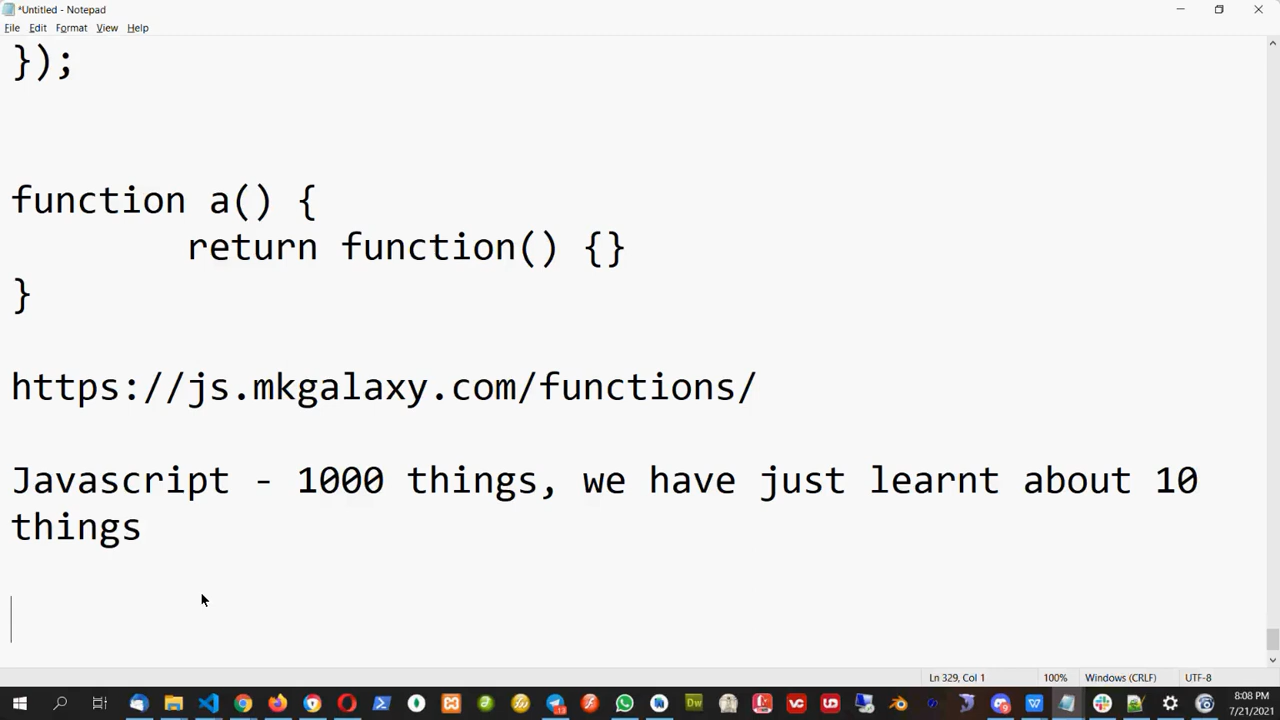 *Untitled - Notepad
File Edit Format View Help
});
function a() {
return function() {}
}
https://js.mkgalaxy.com/functions/
Javascript - 1000 things, we have just learnt about 10
things
Ln 329, Col 1 100% Windows (CRLF) UTF-8
8:08 PM
7/21/2021